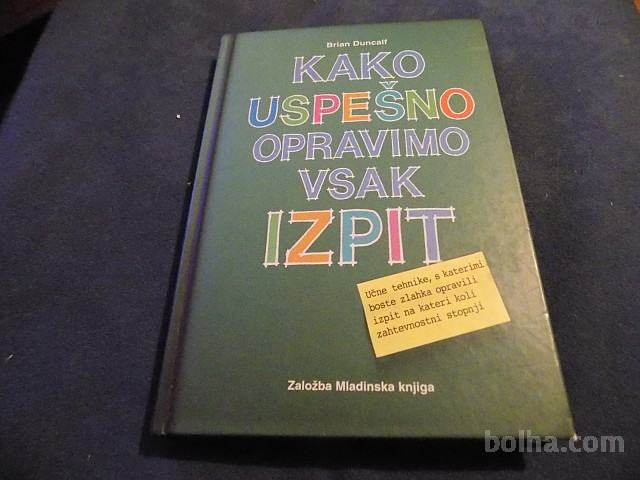 Brian Duncalf
KAKO
USPEŠNO
OPRAVIMO
VSAK
IZPIT
Učne tehnike, s katerimi
boste zlahka opravili
izpit na kateri koli
zahtevnostni stopnji
Založba Mladinska knjiga
bolha.com